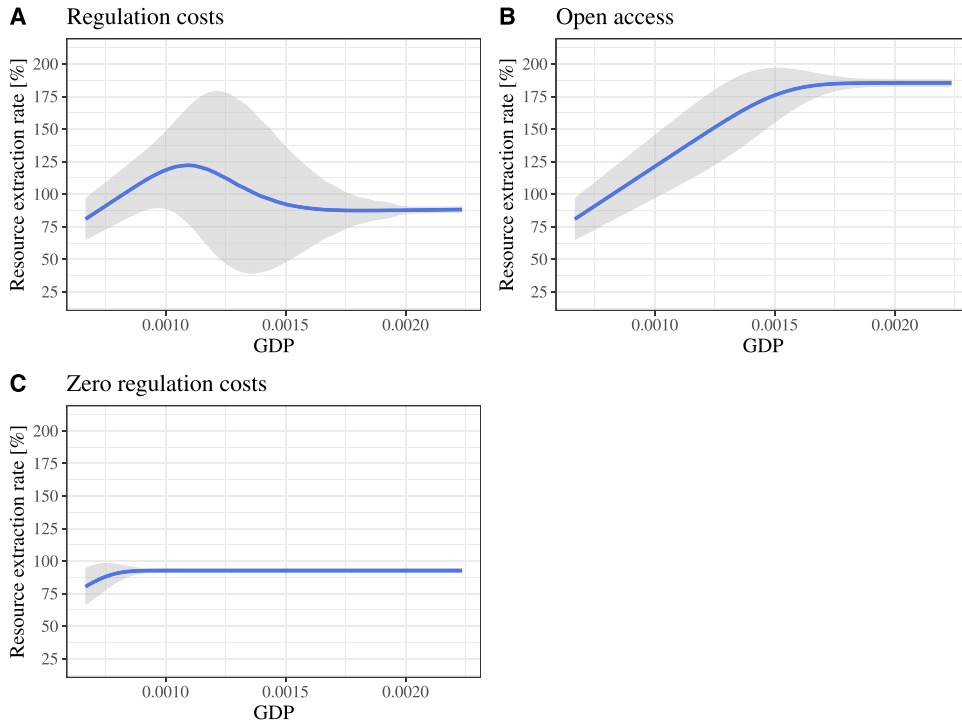 A Regulation costs
Resource extraction rate [%]
200
175
150
125
100
75
50
25
0.0010 0.0015 0.0020
GDP
B Open access
Resource extraction rate [%]
200
175
150
125
100
75
50
25
0.0010 0.0015 0.0020
GDP
C Zero regulation costs
Resource extraction rate [%]
200
175
150
125
100
75
50
25
0.0010 0.0015 0.0020
GDP